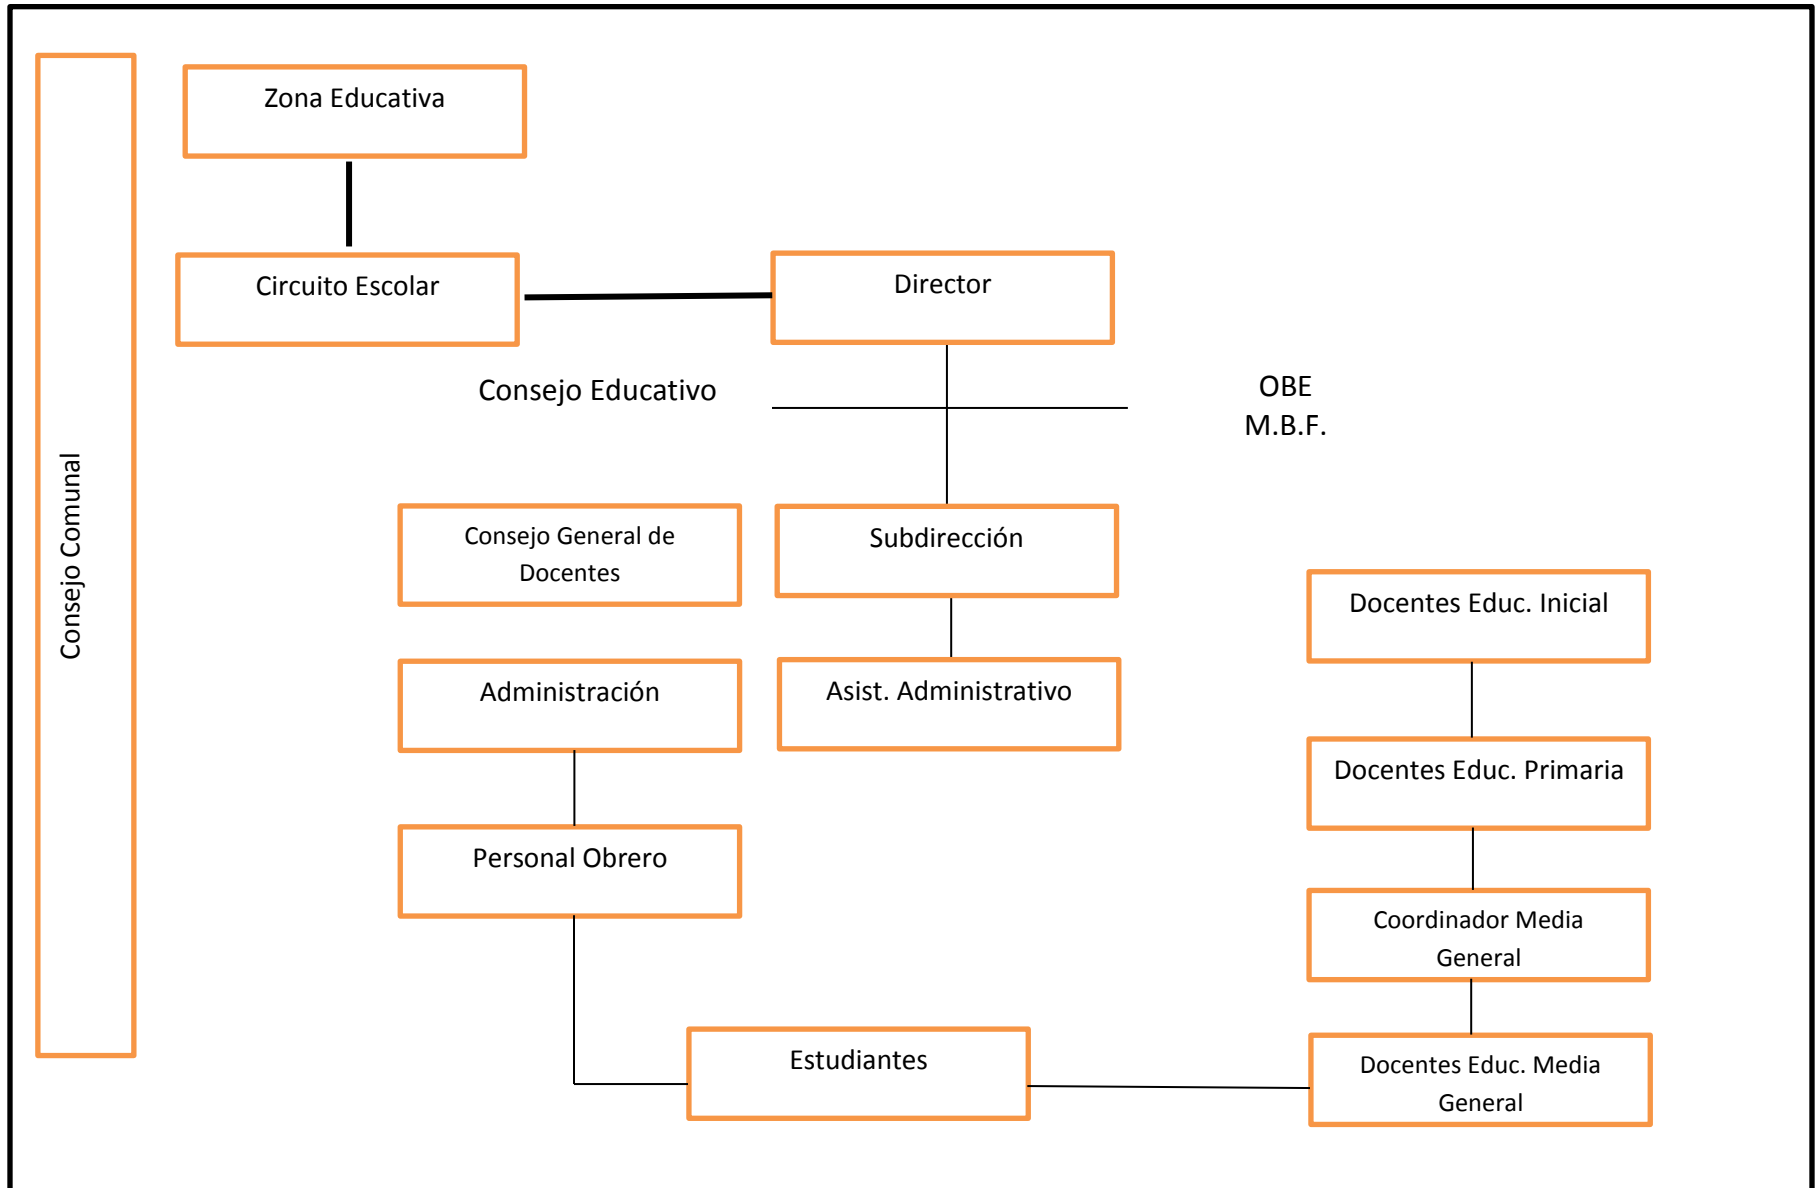 Zona Educativa
Circuito Escolar
Director
Consejo Educativo
OBE
M.B.F.
Consejo Comunal
Consejo General de
Docentes
Subdirección
Docentes Educ. Inicial
Administración
Asist. Administrativo
Docentes Educ. Primaria
Personal Obrero
Coordinador Media
General
Estudiantes
Docentes Educ. Media
General